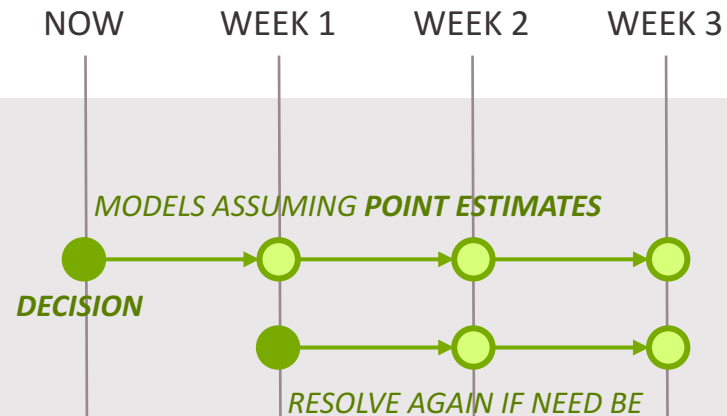 NOW WEEK 1 WEEK 2 WEEK 3
MODELS ASSUMING POINT ESTIMATES
DECISION
RESOLVE AGAIN IF NEED BE